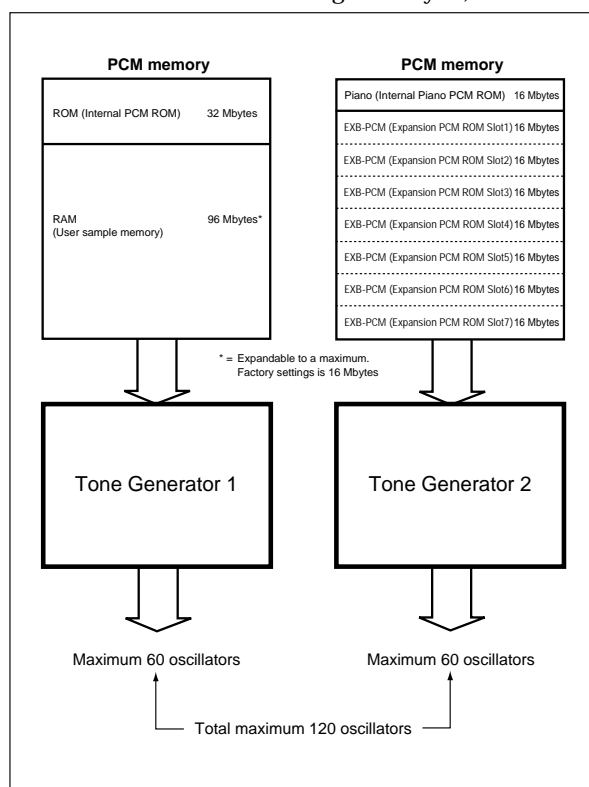 PCM memory
ROM (Internal PCM ROM) 32 Mbytes
RAM 96 Mbytes*
(User sample memory)
PCM memory
Piano (Internal Piano PCM ROM) 16 Mbytes
EXB-PCM (Expansion PCM ROM Slot1) 16 Mbytes
EXB-PCM (Expansion PCM ROM Slot2) 16 Mbytes
EXB-PCM (Expansion PCM ROM Slot3) 16 Mbytes
EXB-PCM (Expansion PCM ROM Slot4) 16 Mbytes
EXB-PCM (Expansion PCM ROM Slot5) 16 Mbytes
EXB-PCM (Expansion PCM ROM Slot6) 16 Mbytes
EXB-PCM (Expansion PCM ROM Slot7) 16 Mbytes
* = Expandable to a maximum.
Factory settings is 16 Mbytes
Tone Generator 1
Tone Generator 2
Maximum 60 oscillators
Maximum 60 oscillators
Total maximum 120 oscillators